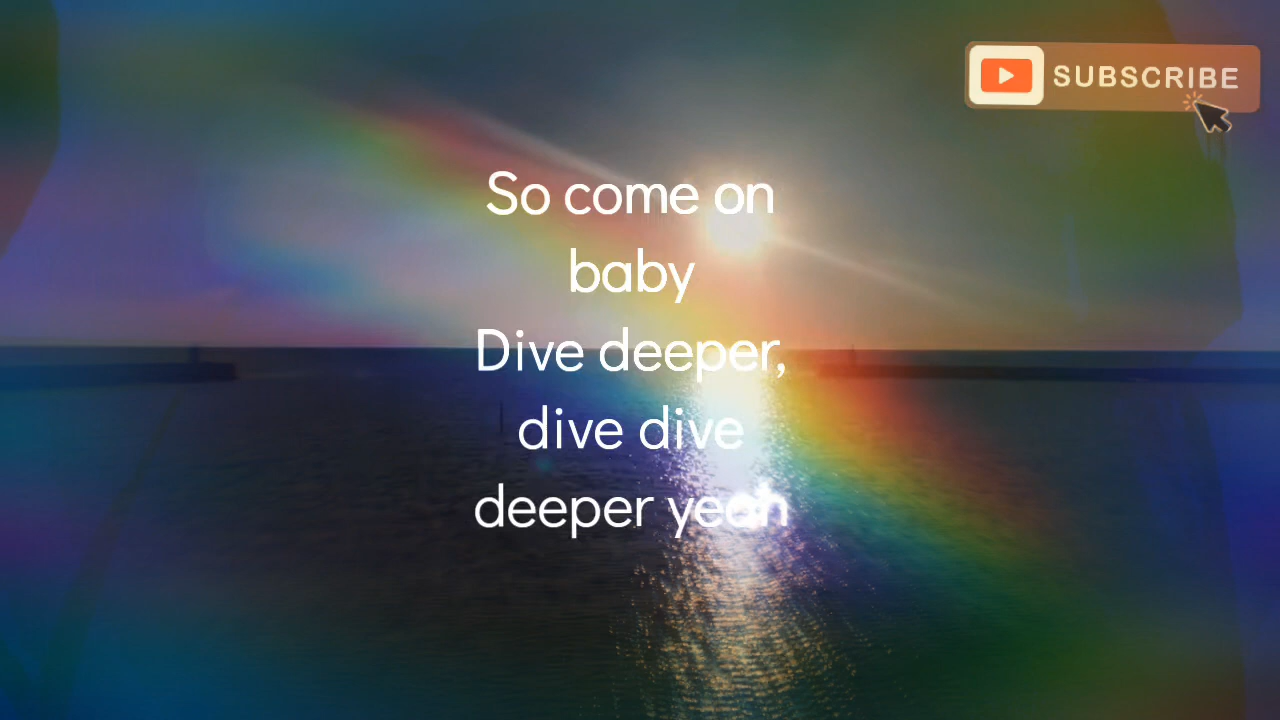 SUBSCRIBE
So come on
baby
Dive deeper,
dive dive
deeper yeah